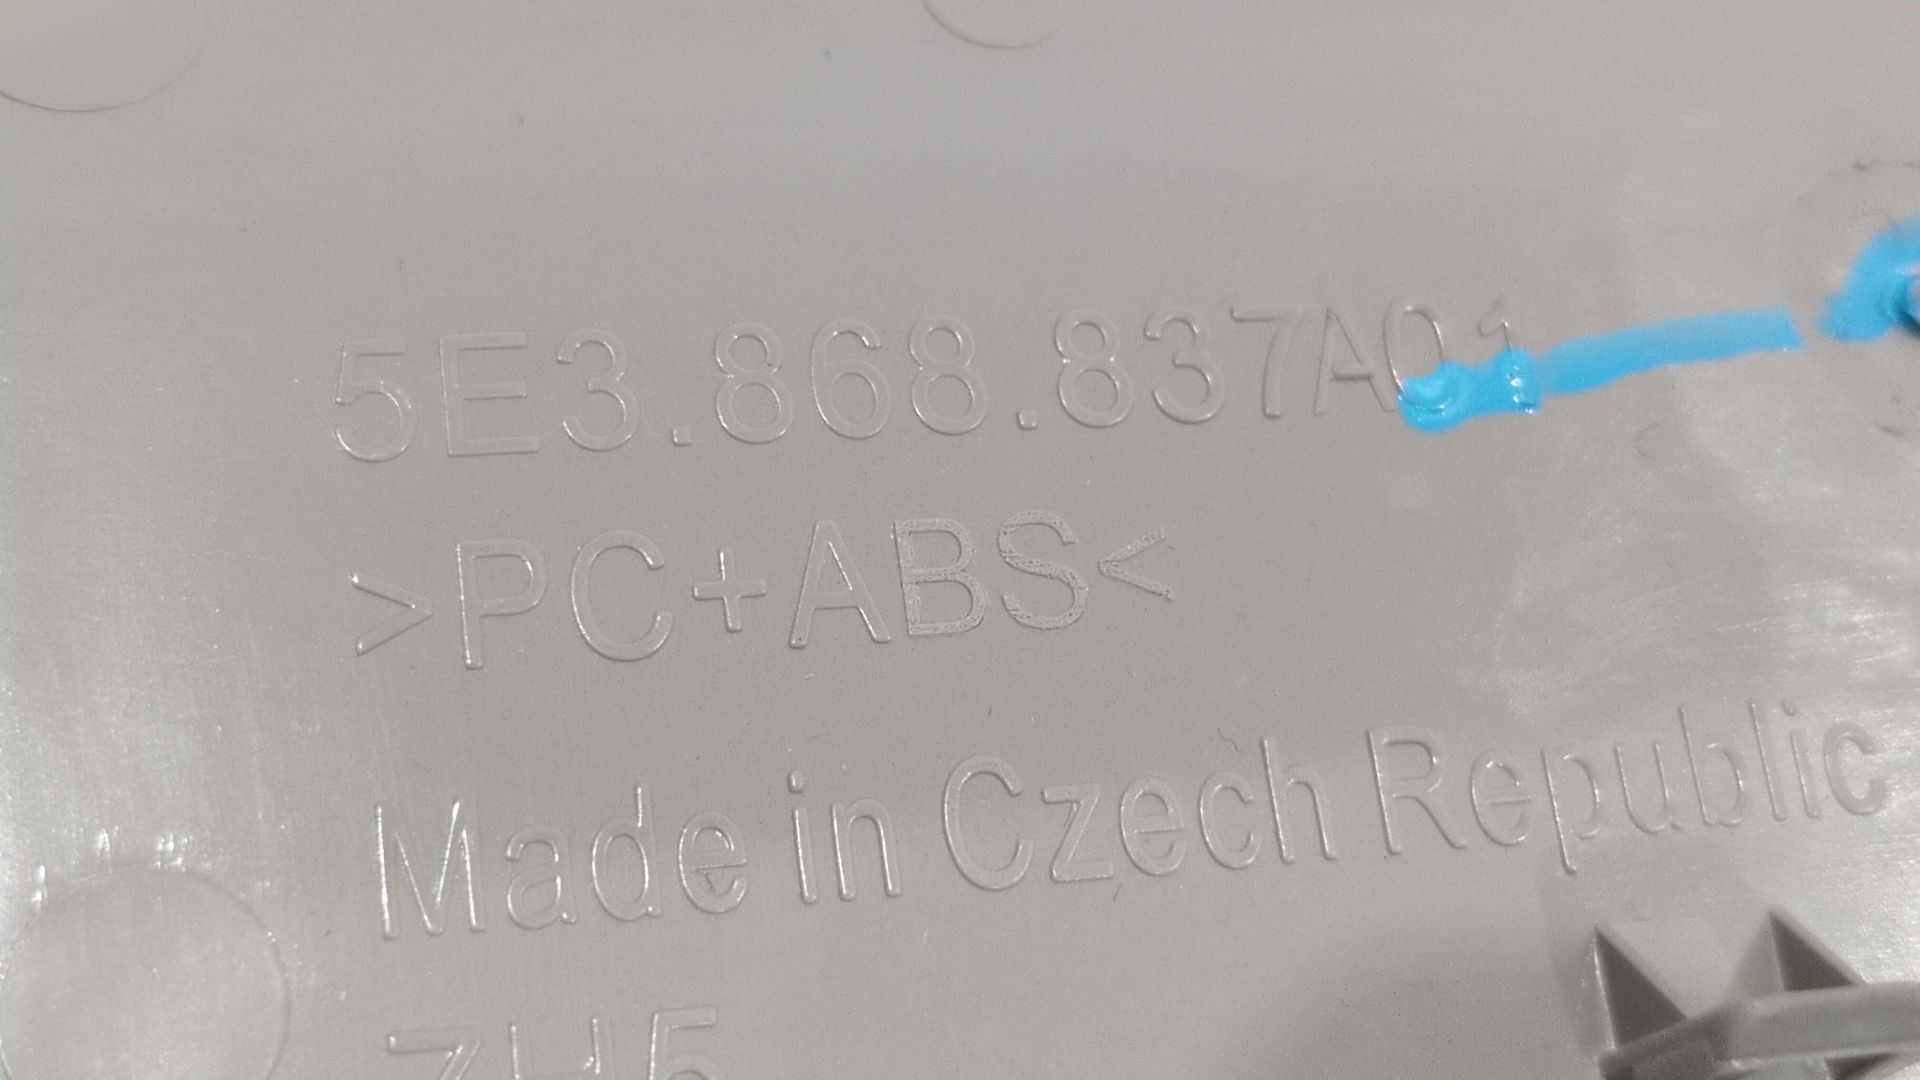 5E3.868.837A01
>PC+ABS<
Made in Czech Republic